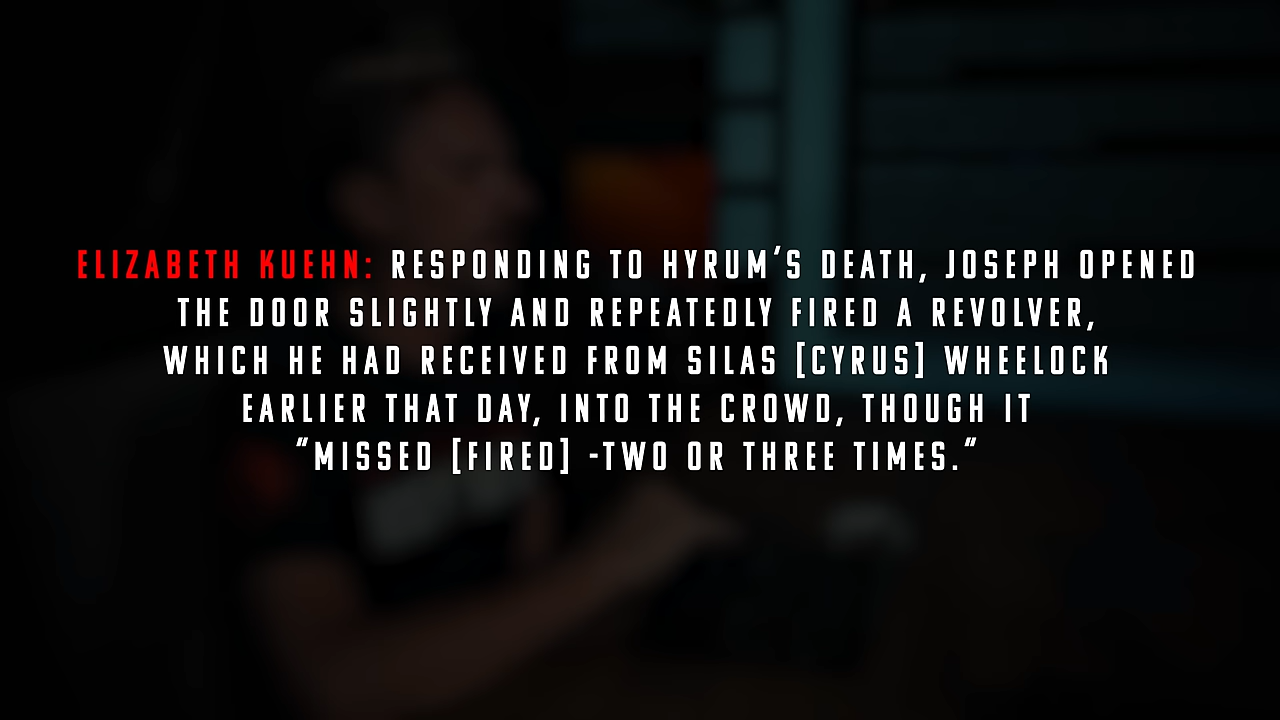 ELIZABETH KUEHN: RESPONDING TO HYRUM'S DEATH, JOSEPH OPENED
THE DOOR SLIGHTLY AND REPEATEDLY FIRED A REVOLVER,
WHICH HE HAD RECEIVED FROM SILAS [CYRUS] WHEELOCK
EARLIER THAT DAY, INTO THE CROWD, THOUGH IT
"MISSED [FIRED] -TWO OR THREE TIMES."